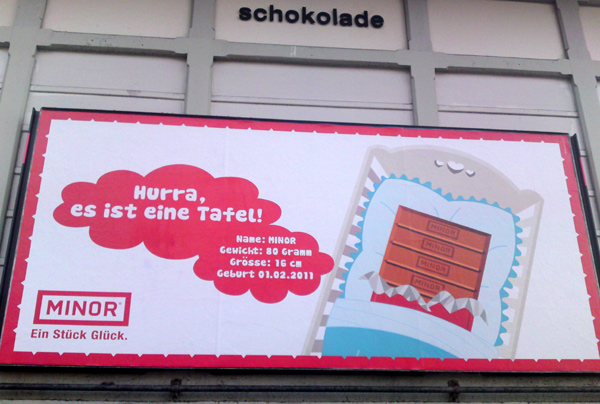 schokolade
Hurra,
es ist eine Tafel!
Name: MINOR
Gewicht: 80 Gramm
Grösse: 16 cm
Geburt 01.02.2011
MINOR
MINOR
MINOR
MINOR
MINOR®
Ein Stück Glück.